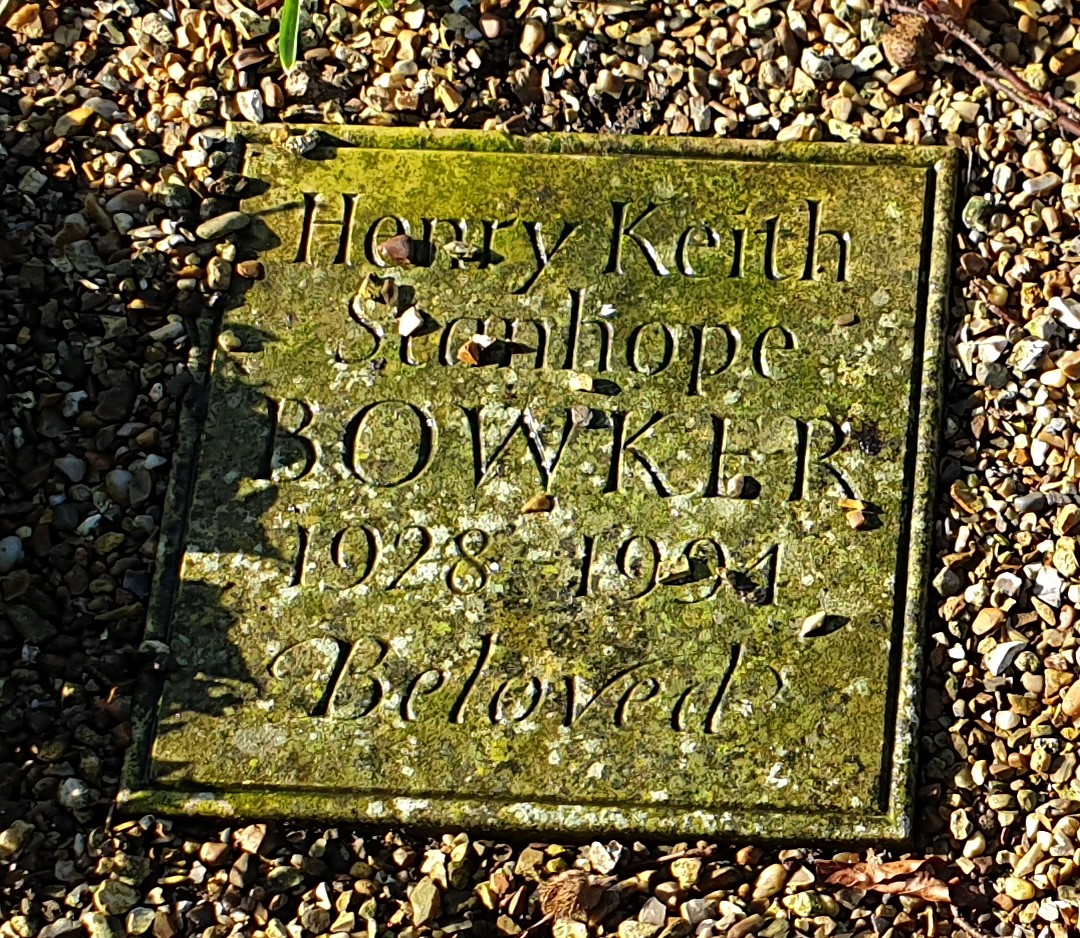 Henry Keith
Stanhope
BOWKER
1928 1994
Beloved